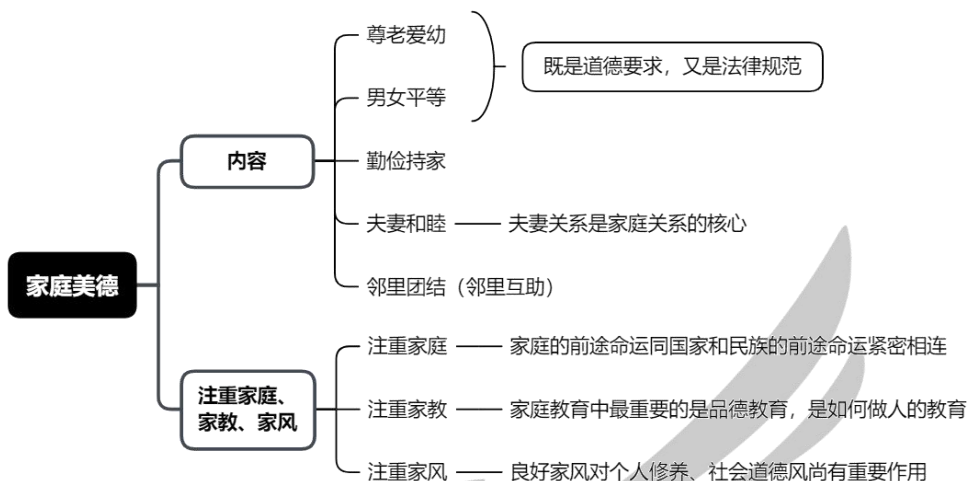 尊老爱幼
既是道德要求，又是法律规范
男女平等
内容
勤俭持家
夫妻和睦
夫妻关系是家庭关系的核心
家庭美德
邻里团结（邻里互助）
注重家庭
家庭的前途命运同国家和民族的前途命运紧密相连
注重家庭、
家教、家风
注重家教
家庭教育中最重要的是品德教育，是如何做人的教育
注重家风
良好家风对个人修养、社会道德风尚有重要作用